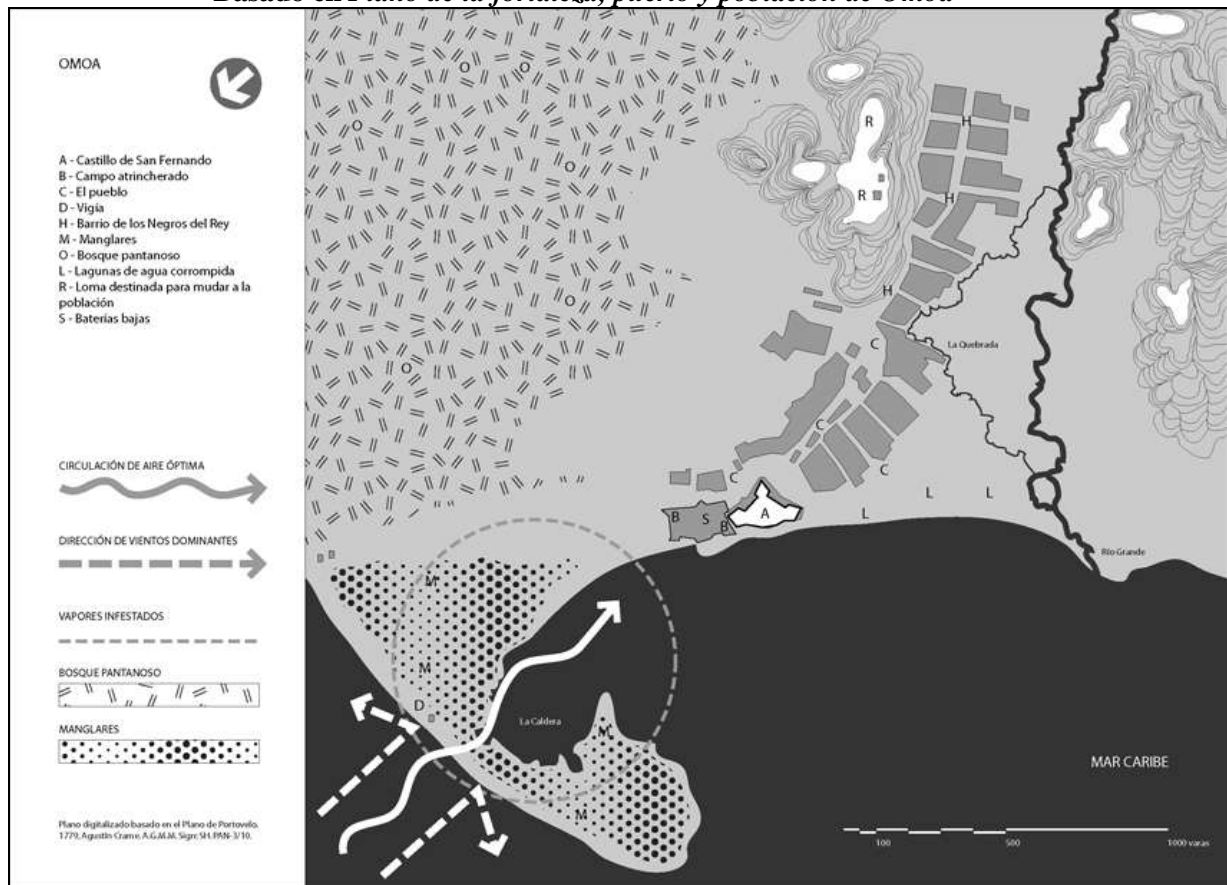 Basado en Plano de la fortaleza, puerto y población de Omoa
OMOA
A - Castillo de San Fernando
B - Campo atrincherado
C - El pueblo
D - Vigía
H - Barrio de los Negros del Rey
M - Manglares
O - Bosque pantanoso
L - Lagunas de agua corrompida
R - Loma destinada para mudar a la
población
S - Baterías bajas
CIRCULACIÓN DE AIRE ÓPTIMA
DIRECCIÓN DE VIENTOS DOMINANTES
VAPORES INFESTADOS
BOSQUE PANTANOSO
MANGLARES
Plano digitalizado basado en el Plano de Portovelo.
1779, Agustín Crame. A.G.M.M. Sign: SH. PAN-3/10.
O
O
O
O
O
O
O
R
R
H
H
H
C
C
C
C
La Quebrada
L
L
L
A
B
S
B
Río Grande
M
M
D
La Caldera
M
M
MAR CARIBE
100
500
1000 varas